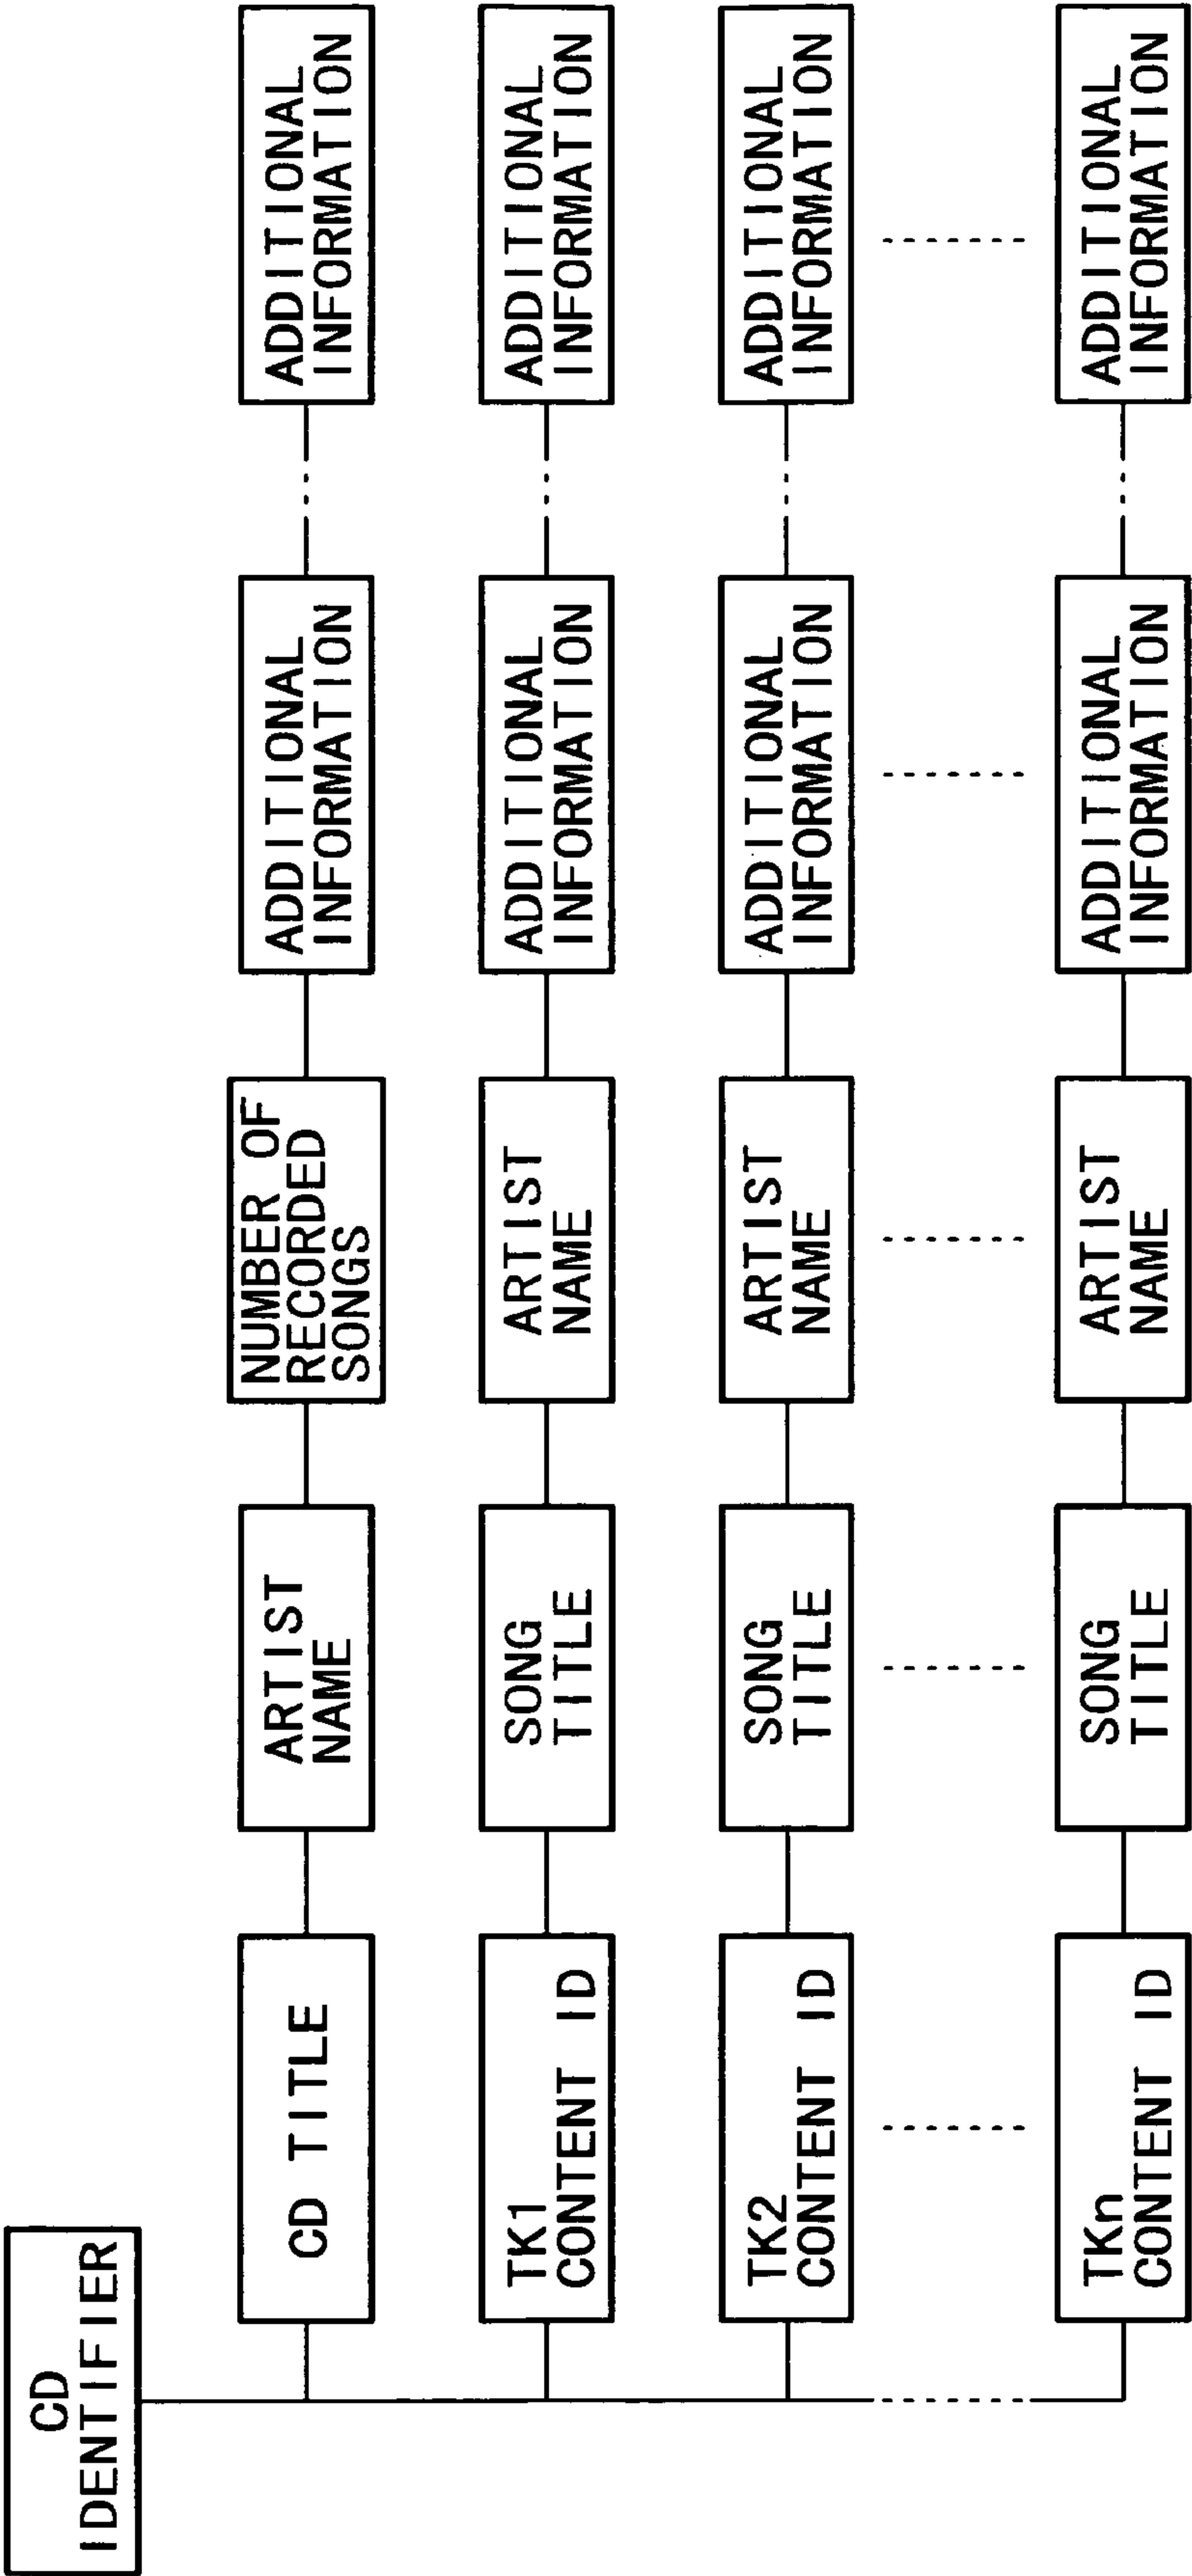 CD
IDENTIFIER
CD TITLE
ARTIST
NAME
NUMBER OF
RECORDED
SONGS
ADDITIONAL
INFORMATION
ADDITIONAL
INFORMATION
TK1
CONTENT ID
SONG
TITLE
ARTIST
NAME
ADDITIONAL
INFORMATION
ADDITIONAL
INFORMATION
TK2
CONTENT ID
SONG
TITLE
ARTIST
NAME
ADDITIONAL
INFORMATION
ADDITIONAL
INFORMATION
TKn
CONTENT ID
SONG
TITLE
ARTIST
NAME
ADDITIONAL
INFORMATION
ADDITIONAL
INFORMATION